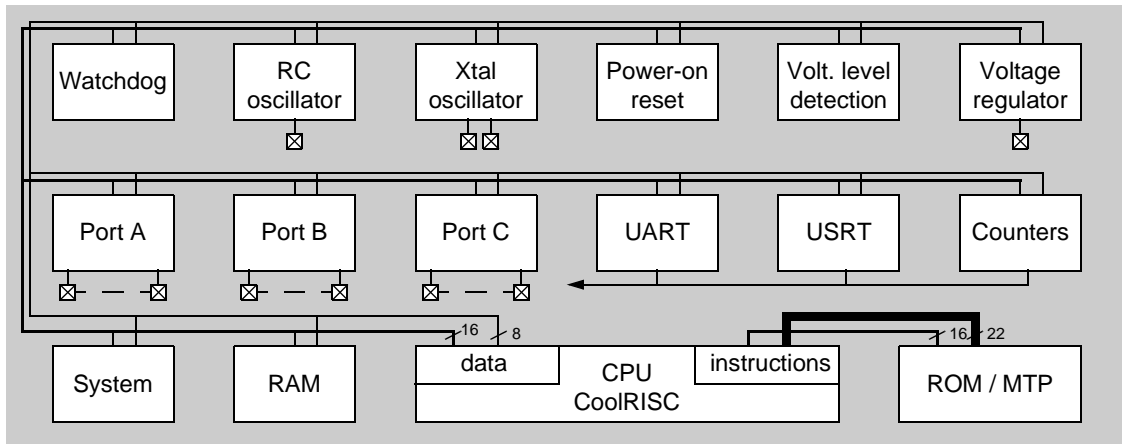 Watchdog
RC
oscillator
Xtal
oscillator
Power-on
reset
Volt. level
detection
Voltage
regulator
Port A
Port B
Port C
UART
USRT
Counters
16
8
16
22
System
RAM
data
CPU
CoolRISC
instructions
ROM / MTP